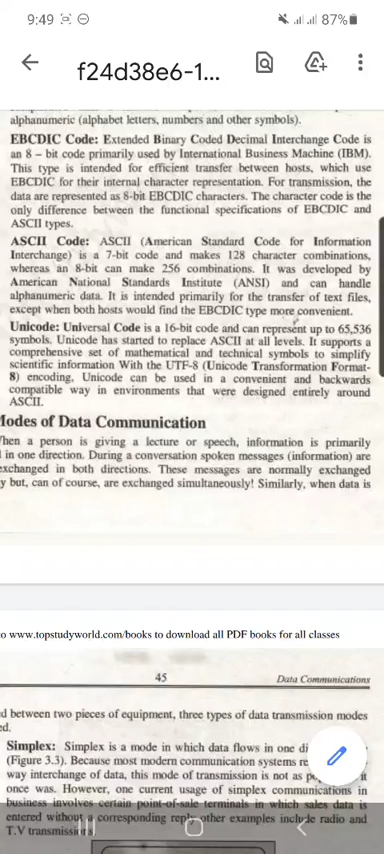 9:49
87%
f24d38e6-1...
alphanumeric (alphabet letters, numbers and other symbols).
EBCDIC Code: Extended Binary Coded Decimal Interchange Code is
an 8 – bit code primarily used by International Business Machine (IBM).
This type is intended for efficient transfer between hosts, which use
EBCDIC for their internal character representation. For transmission, the
data are represented as 8-bit EBCDIC characters. The character code is the
only difference between the functional specifications of EBCDIC and
ASCII types.
ASCII Code: ASCII (American Standard Code for Information
Interchange) is a 7-bit code and makes 128 character combinations,
whereas an 8-bit can make 256 combinations. It was developed by
American National Standards Institute (ANSI) and can handle
alphanumeric data. It is intended primarily for the transfer of text files,
except when both hosts would find the EBCDIC type more convenient.
Unicode: Universal Code is a 16-bit code and can represent up to 65,536
symbols. Unicode has started to replace ASCII at all levels. It supports a
comprehensive set of mathematical and technical symbols to simplify
scientific information With the UTF-8 (Unicode Transformation Format-
8) encoding, Unicode can be used in a convenient and backwards
compatible way in environments that were designed entirely around
ASCII.
Modes of Data Communication
When a person is giving a lecture or speech, information is primarily
in one direction. During a conversation spoken messages (information) are
exchanged in both directions. These messages are normally exchanged
y but, can of course, are exchanged simultaneously! Similarly, when data is
o www.topstudyworld.com/books to download all PDF books for all classes
45 Data Communications
d between two pieces of equipment, three types of data transmission modes
ed.
Simplex: Simplex is a mode in which data flows in one di
(Figure 3.3). Because most modern communication systems re
way interchange of data, this mode of transmission is not as it
once was. However, one current usage of simplex communications in
business involves certain point-of-sale terminals in which sales data is
entered without a corresponding reply other examples include radio and
T.V transmissions.